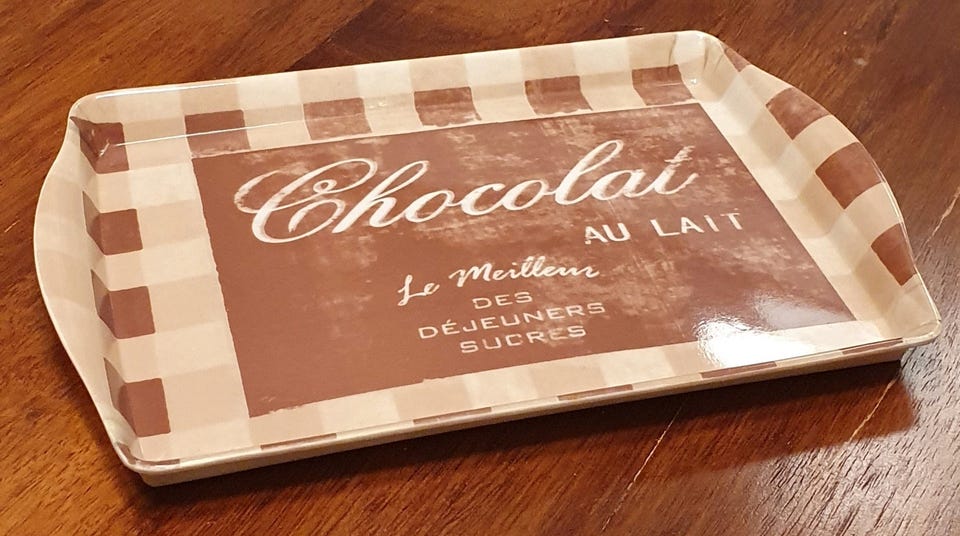 Chocolat
AU LAIT
Le Meilleur
DES
DÉJEUNERS
SUCRES